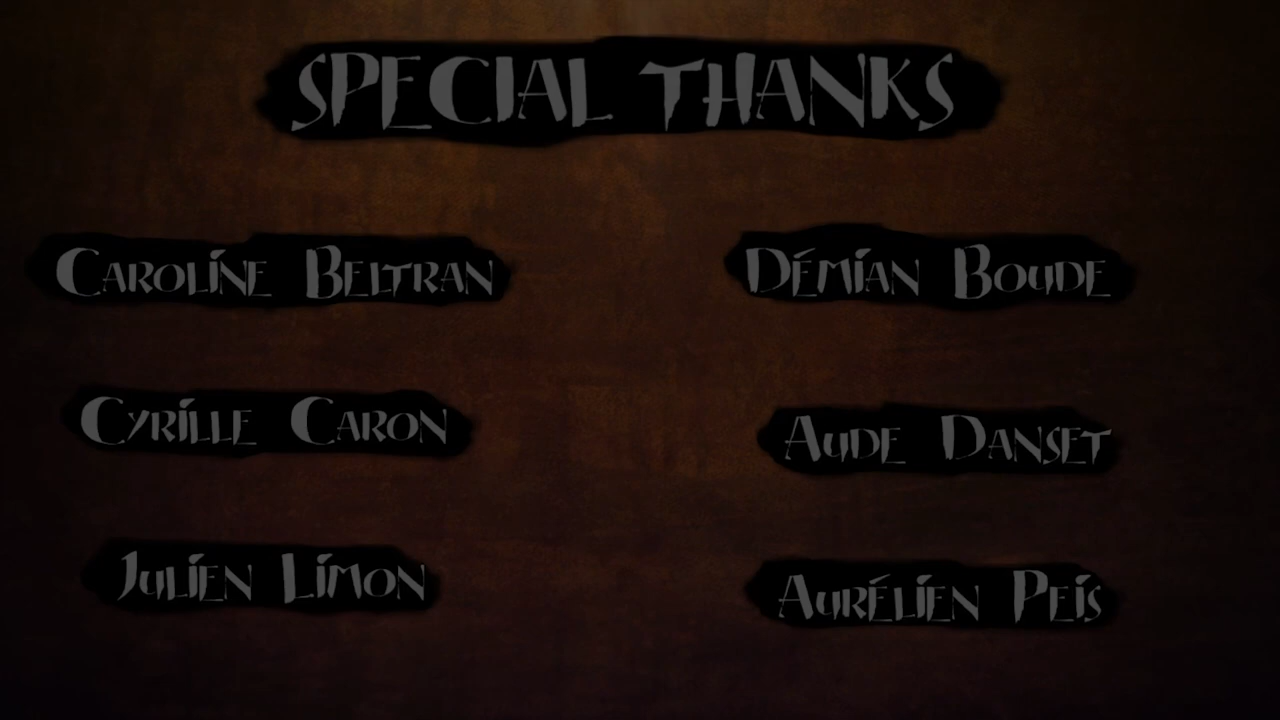 SPECIAL THANKS
CAROLINE BELTRAN
DÉMIAN BOUDE
CYRILLE CARON
AUDE DANSET
JULIEN LIMON
AURÉLIEN PEIS